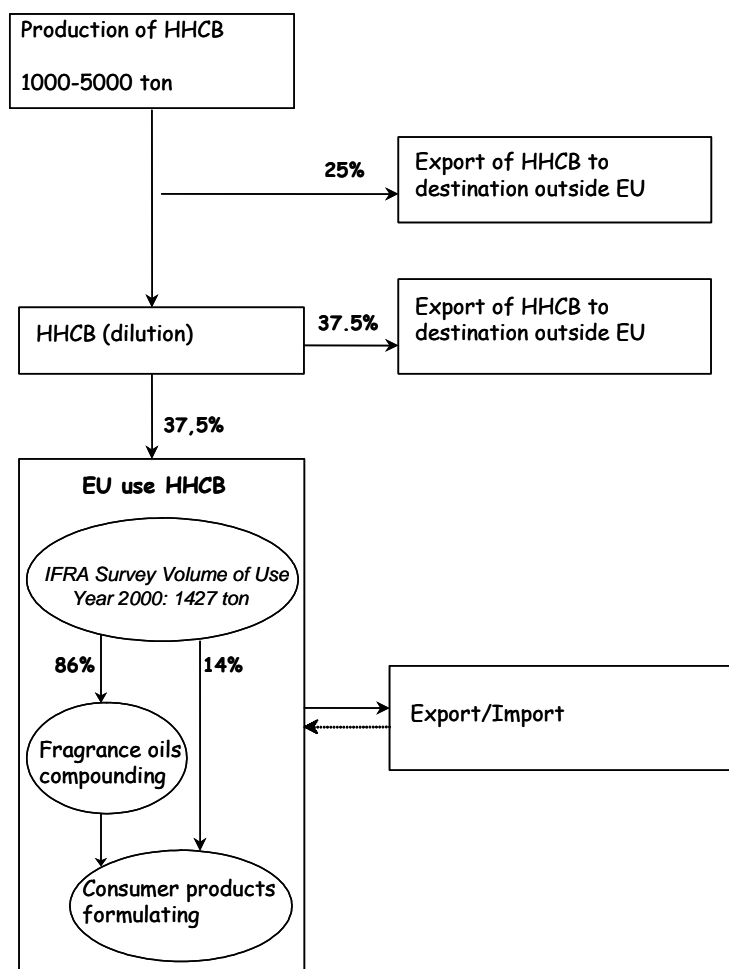 Production of HHCB
1000-5000 ton
25%
Export of HHCB to
destination outside EU
HHCB (dilution)
37.5%
Export of HHCB to
destination outside EU
37,5%
EU use HHCB
IFRA Survey Volume of Use
Year 2000: 1427 ton
86%
14%
Export/Import
Fragrance oils
compounding
Consumer products
formulating